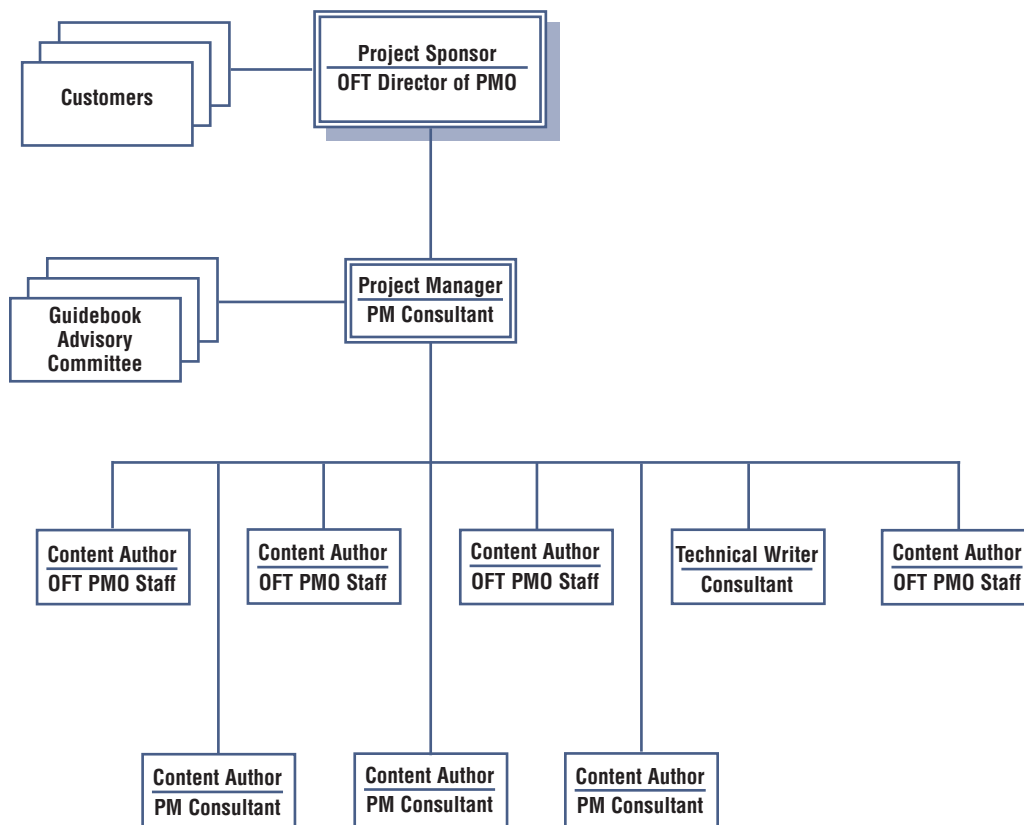 Project Sponsor
OFT Director of PMO
Customers
Project Manager
PM Consultant
Guidebook
Advisory
Committee
Content Author
OFT PMO Staff
Content Author
OFT PMO Staff
Content Author
OFT PMO Staff
Technical Writer
Consultant
Content Author
OFT PMO Staff
Content Author
PM Consultant
Content Author
PM Consultant
Content Author
PM Consultant